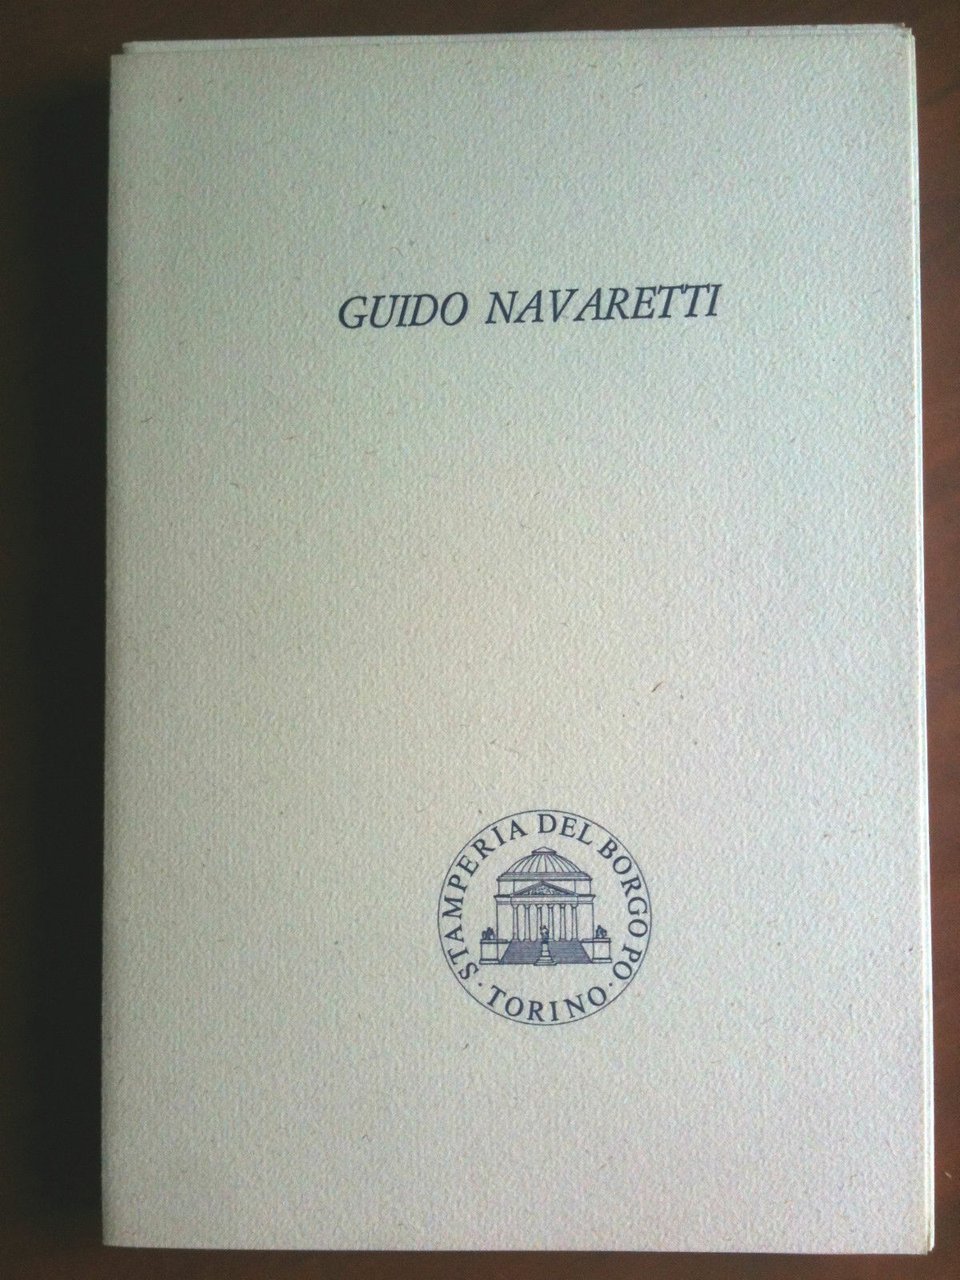 GUIDO NAVARETTI
STAMPERIA DEL BORGO PO · TORINO ·